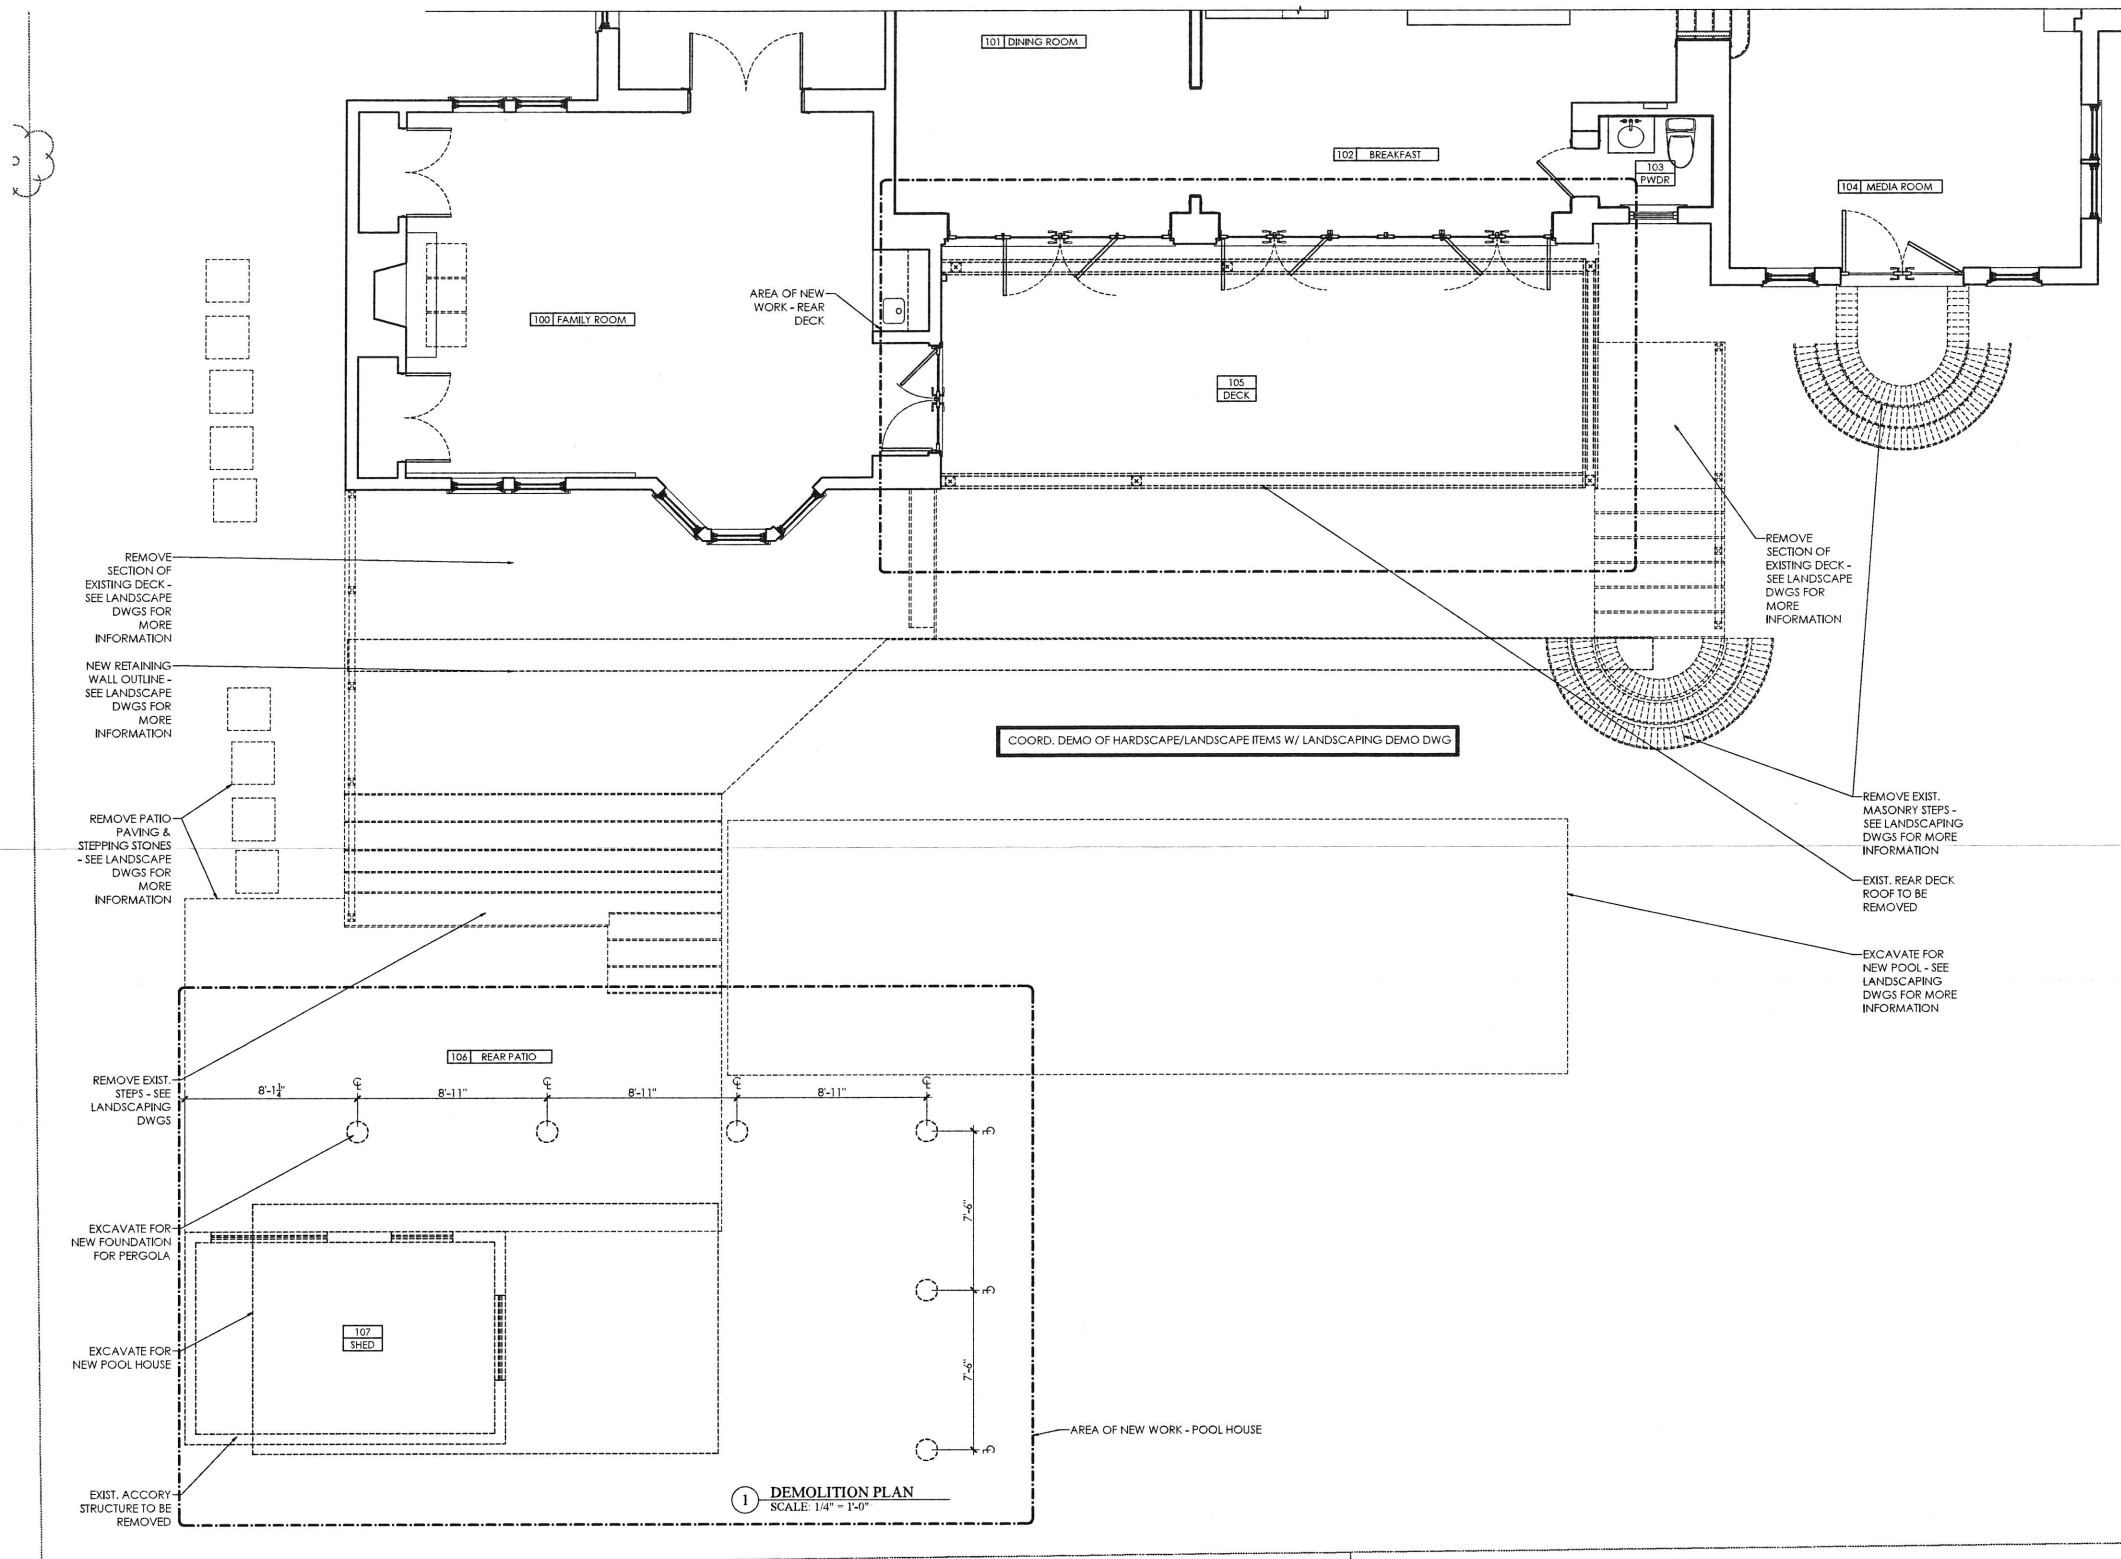 101 DINING ROOM
102 BREAKFAST
103
PWDR
104 MEDIA ROOM
AREA OF NEW
WORK - REAR
DECK
100 FAMILY ROOM
105
DECK
REMOVE
SECTION OF
EXISTING DECK -
SEE LANDSCAPE
DWGS FOR
MORE
INFORMATION
REMOVE
SECTION OF
EXISTING DECK -
SEE LANDSCAPE
DWGS FOR
MORE
INFORMATION
NEW RETAINING
WALL OUTLINE -
SEE LANDSCAPE
DWGS FOR
MORE
INFORMATION
COORD. DEMO OF HARDSCAPE/LANDSCAPE ITEMS W/ LANDSCAPING DEMO DWG
REMOVE PATIO
PAVING &
STEPPING STONES
- SEE LANDSCAPE
DWGS FOR
MORE
INFORMATION
REMOVE EXIST.
MASONRY STEPS -
SEE LANDSCAPING
DWGS FOR MORE
INFORMATION
EXIST. REAR DECK
ROOF TO BE
REMOVED
EXCAVATE FOR
NEW POOL - SEE
LANDSCAPING
DWGS FOR MORE
INFORMATION
106 REAR PATIO
REMOVE EXIST.
STEPS - SEE
LANDSCAPING
DWGS
8'-1¼" ℄ 8'-11" ℄ 8'-11" ℄ 8'-11" ℄
℄
7'-6"
℄
7'-6"
℄
EXCAVATE FOR
NEW FOUNDATION
FOR PERGOLA
107
SHED
EXCAVATE FOR
NEW POOL HOUSE
AREA OF NEW WORK - POOL HOUSE
EXIST. ACCORY
STRUCTURE TO BE
REMOVED
1 DEMOLITION PLAN
SCALE: 1/4" = 1'-0"